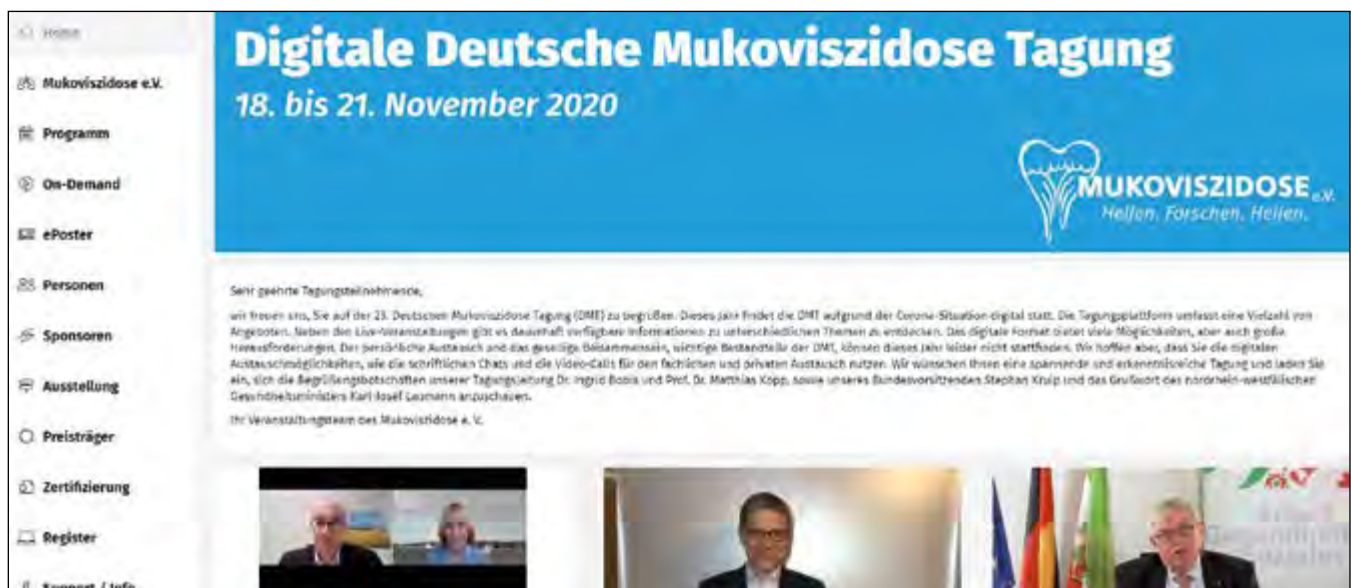 Home
Mukoviszidose e.V.
Programm
On-Demand
ePoster
Personen
Sponsoren
Ausstellung
Preisträger
Zertifizierung
Register
Support / Info
Digitale Deutsche Mukoviszidose Tagung
18. bis 21. November 2020
MUKOVISZIDOSE e.V.
Helfen. Forschen. Heilen.
Sehr geehrte Tagungsteilnehmende,
wir freuen uns, Sie auf der 23. Deutschen Mukoviszidose Tagung (DMT) zu begrüßen. Dieses Jahr findet die DMT aufgrund der Corona-Situation digital statt. Die Tagungsplattform umfasst eine Vielzahl von
Angeboten. Neben den Live-Veranstaltungen gibt es dauerhaft verfügbare Informationen zu unterschiedlichen Themen zu entdecken. Das digitale Format bietet viele Möglichkeiten, aber auch große
Herausforderungen. Der persönliche Austausch und das gesellige Beisammensein, wichtige Bestandteile der DMT, können dieses Jahr leider nicht stattfinden. Wir hoffen aber, dass Sie die digitalen
Austauschmöglichkeiten, wie die schriftlichen Chats und die Video-Calls für den fachlichen und privaten Austausch nutzen. Wir wünschen Ihnen eine spannende und erkenntnisreiche Tagung und laden Sie
ein, sich die Begrüßungsbotschaften unserer Tagungsleitung Dr. Ingrid Bobis und Prof. Dr. Matthias Kopp, sowie unseres Bundesvorsitzenden Stephan Kruip und das Grußwort des nordrhein-westfälischen
Gesundheitsministers Karl-Josef Laumann anzuschauen.
Ihr Veranstaltungsteam des Mukoviszidose e. V.